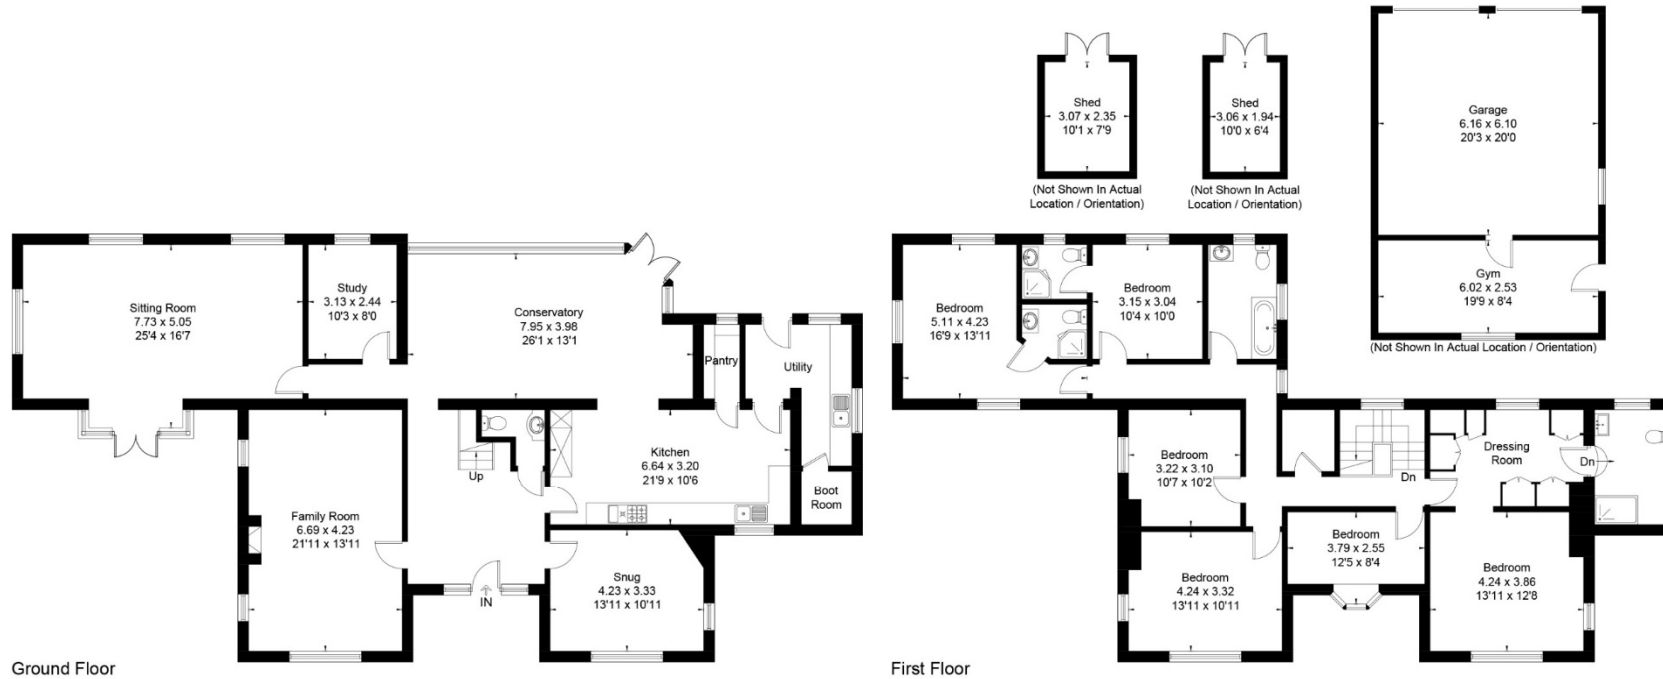 Shed
3.07 x 2.35
10'1 x 7'9
(Not Shown In Actual
Location / Orientation)
Shed
3.06 x 1.94
10'0 x 6'4
(Not Shown In Actual
Location / Orientation)
Garage
6.16 x 6.10
20'3 x 20'0
Gym
6.02 x 2.53
19'9 x 8'4
(Not Shown In Actual Location / Orientation)
Sitting Room
7.73 x 5.05
25'4 x 16'7
Study
3.13 x 2.44
10'3 x 8'0
Conservatory
7.95 x 3.98
26'1 x 13'1
Pantry
Utility
Kitchen
6.64 x 3.20
21'9 x 10'6
Boot
Room
Up
Family Room
6.69 x 4.23
21'11 x 13'11
Snug
4.23 x 3.33
13'11 x 10'11
IN
Ground Floor
Bedroom
5.11 x 4.23
16'9 x 13'11
Bedroom
3.15 x 3.04
10'4 x 10'0
Bedroom
3.22 x 3.10
10'7 x 10'2
Dn
Dressing
Room
Dn
Bedroom
4.24 x 3.32
13'11 x 10'11
Bedroom
3.79 x 2.55
12'5 x 8'4
Bedroom
4.24 x 3.86
13'11 x 12'8
First Floor